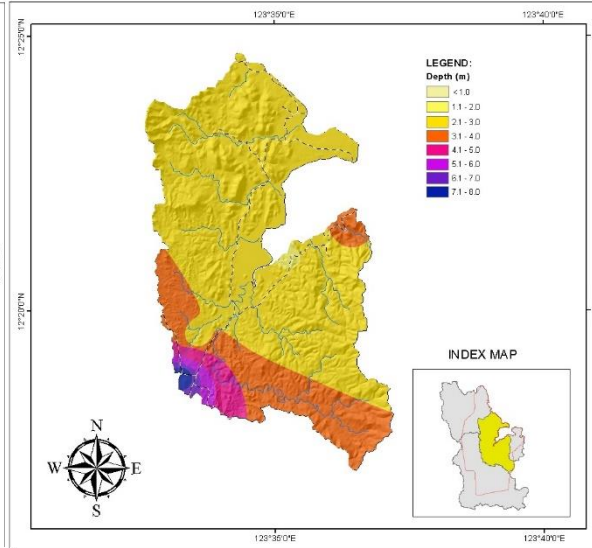 123°35'0"E
123°40'0"E
12°25'0"N
LEGEND:
Depth (m)
<1.0
1.1 - 2.0
2.1 - 3.0
3.1 - 4.0
4.1 - 5.0
5.1 - 6.0
6.1 - 7.0
7.1 - 8.0
12°20'0"N
INDEX MAP
N
W
E
S
123°35'0"E
123°40'0"E